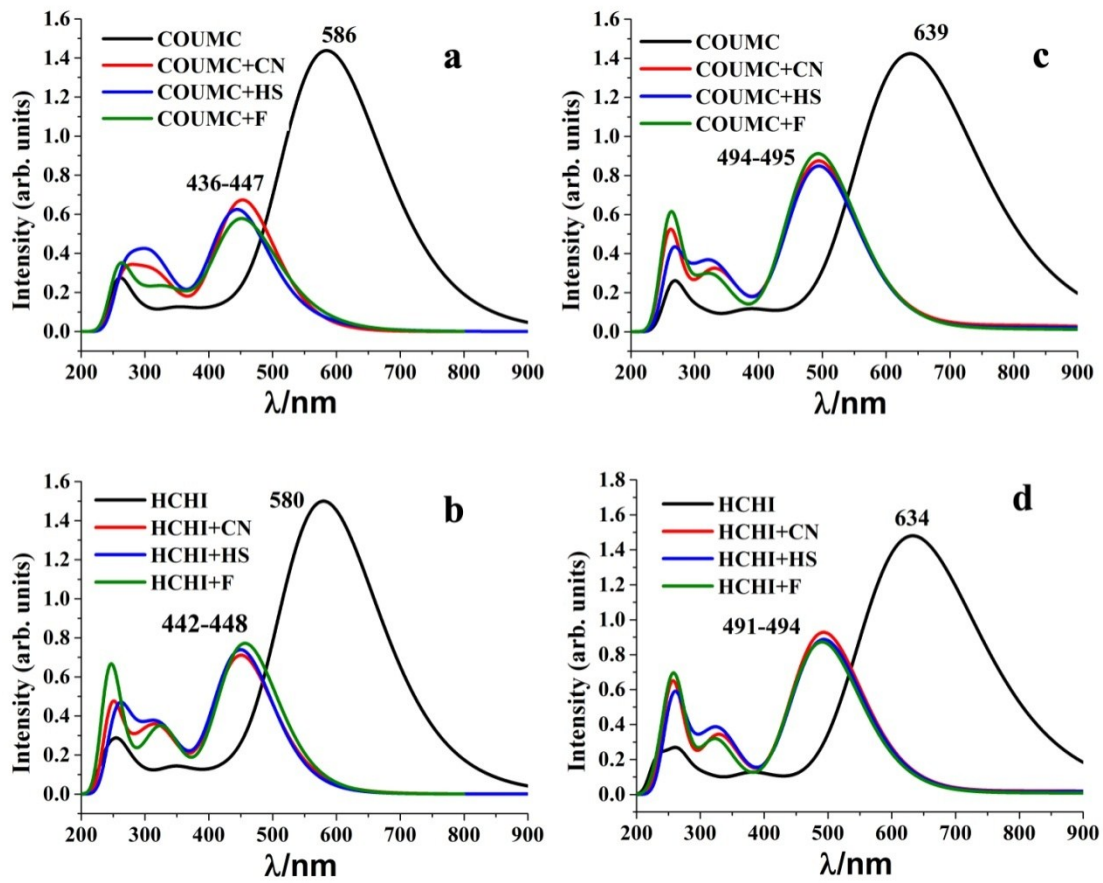 a
COUMC
COUMC+CN
COUMC+HS
COUMC+F
586
436-447
Intensity (arb. units)
1.6
1.4
1.2
1.0
0.8
0.6
0.4
0.2
0.0
200 300 400 500 600 700 800 900
λ/nm
c
COUMC
COUMC+CN
COUMC+HS
COUMC+F
639
494-495
Intensity (arb. units)
1.6
1.4
1.2
1.0
0.8
0.6
0.4
0.2
0.0
200 300 400 500 600 700 800 900
λ/nm
b
HCHI
HCHI+CN
HCHI+HS
HCHI+F
580
442-448
Intensity (arb. units)
1.6
1.4
1.2
1.0
0.8
0.6
0.4
0.2
0.0
200 300 400 500 600 700 800 900
λ/nm
d
HCHI
HCHI+CN
HCHI+HS
HCHI+F
634
491-494
Intensity (arb. units)
1.8
1.6
1.4
1.2
1.0
0.8
0.6
0.4
0.2
0.0
200 300 400 500 600 700 800 900
λ/nm